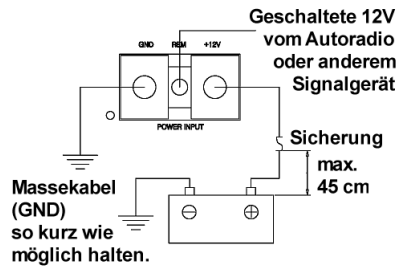 Geschaltete 12V
vom Autoradio
oder anderem
Signalgerät
GND REM +12V
POWER INPUT
Sicherung
max.
45 cm
Massekabel
(GND)
so kurz wie
möglich halten.